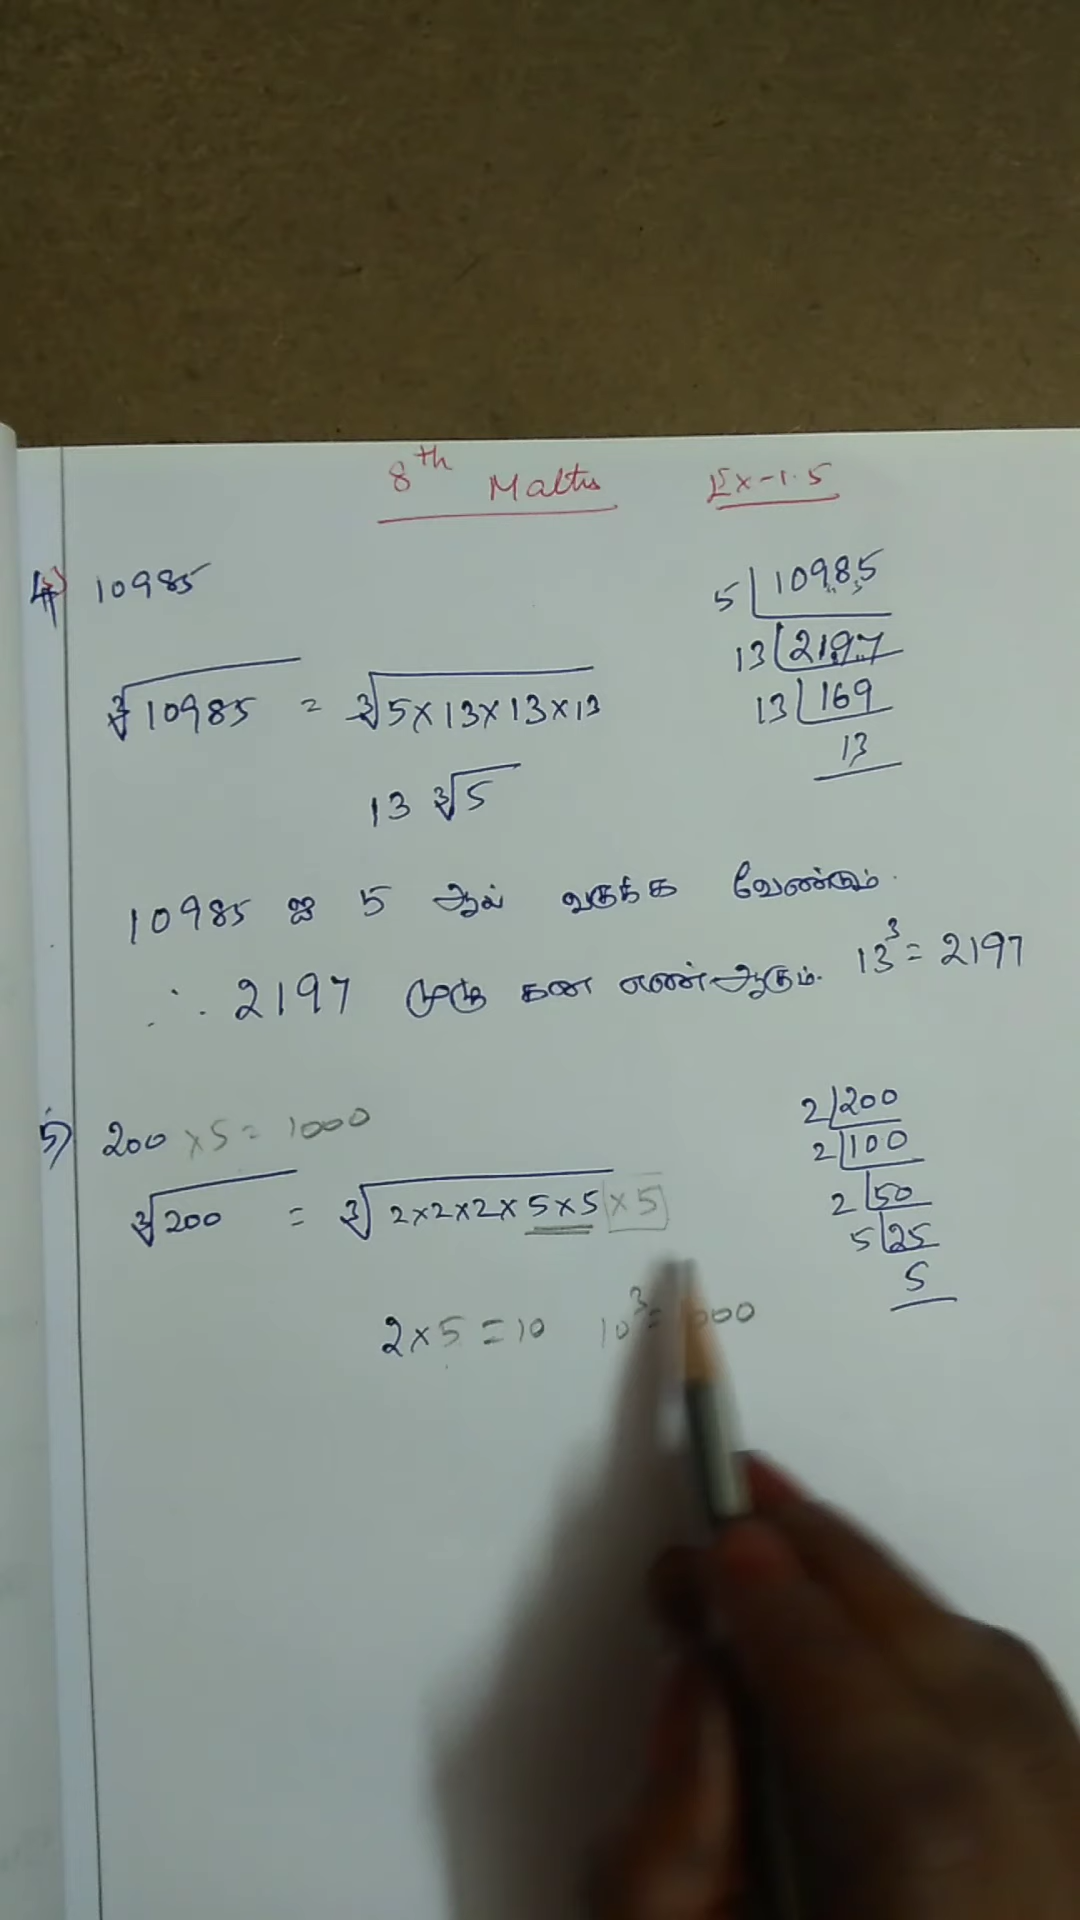 8th Maths Ex-1.5
4) 10985
∛10985 = ∛5×13×13×13
13 ∛5
5 | 10985
13 | 2197
13 | 169
13
10985 ஐ 5 ஆல் வகுக்க வேண்டும்.
∴ 2197 முழு கன எண் ஆகும். 13³ = 2197
5) 200 × 5 = 1000
∛200 = ∛2×2×2×5×5 ×5
2×5 = 10 10³ = 000
2 | 200
2 | 100
2 | 50
5 | 25
5